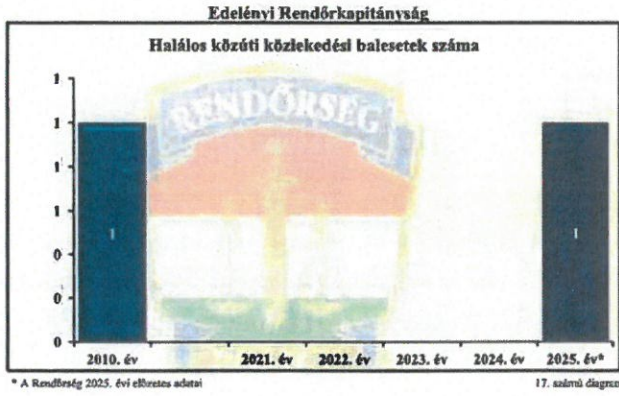 Edelényi Rendőrkapitányság
Halálos közúti közlekedési balesetek száma
RENDŐRSÉG
1
1
1
1
0
0
0
1
1
2010. év 2021. év 2022. év 2023. év 2024. év 2025. év*
* A Rendőrség 2025. évi előzetes adatai 17. számú diagram